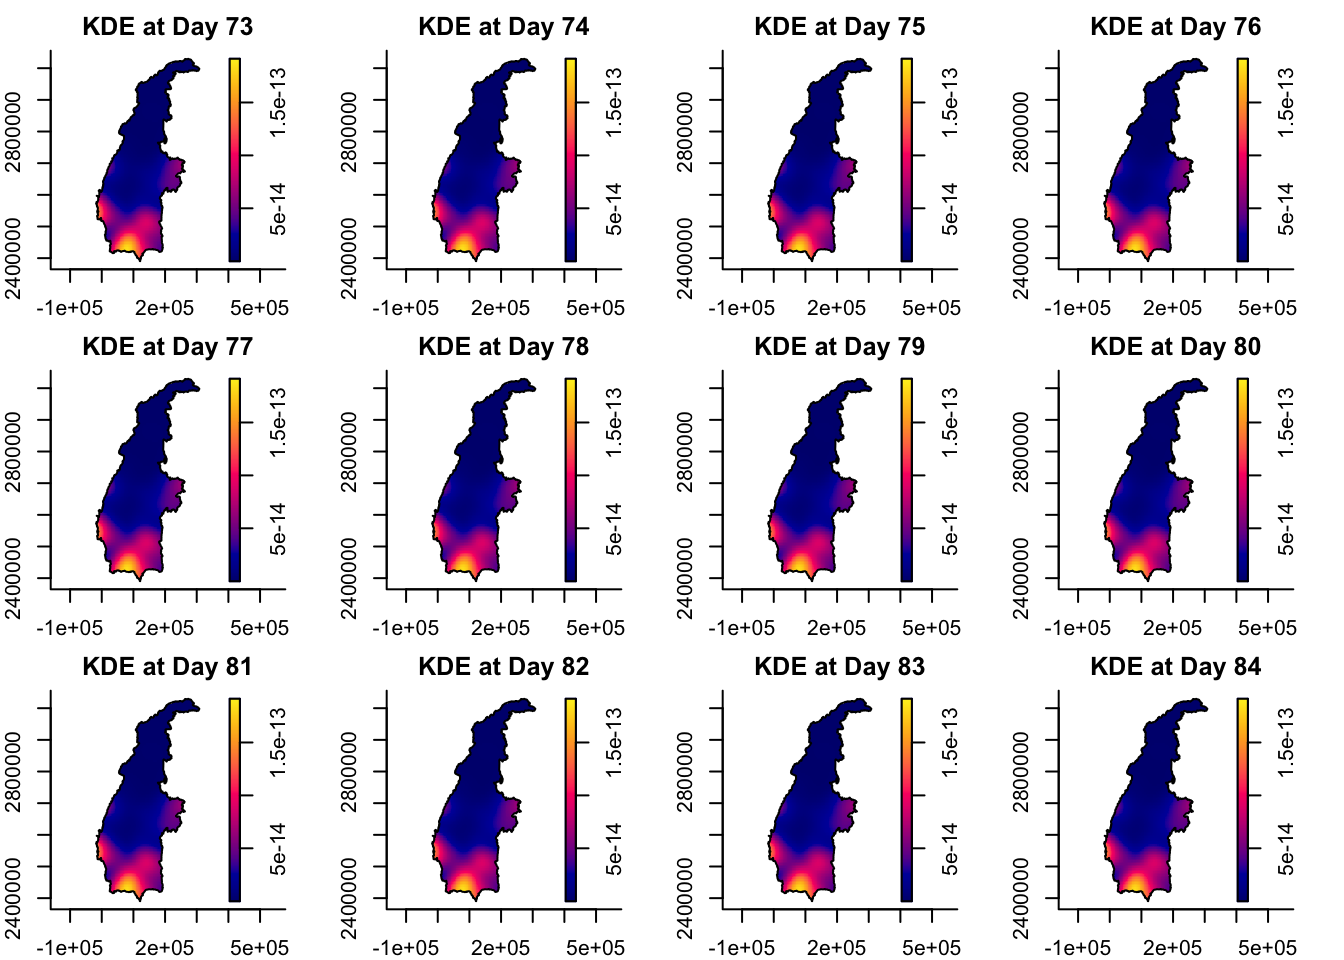 KDE at Day 73
2400000 2800000
5e-14 1.5e-13
-1e+05 2e+05 5e+05
KDE at Day 74
2400000 2800000
5e-14 1.5e-13
-1e+05 2e+05 5e+05
KDE at Day 75
2400000 2800000
5e-14 1.5e-13
-1e+05 2e+05 5e+05
KDE at Day 76
2400000 2800000
5e-14 1.5e-13
-1e+05 2e+05 5e+05
KDE at Day 77
2400000 2800000
5e-14 1.5e-13
-1e+05 2e+05 5e+05
KDE at Day 78
2400000 2800000
5e-14 1.5e-13
-1e+05 2e+05 5e+05
KDE at Day 79
2400000 2800000
5e-14 1.5e-13
-1e+05 2e+05 5e+05
KDE at Day 80
2400000 2800000
5e-14 1.5e-13
-1e+05 2e+05 5e+05
KDE at Day 81
2400000 2800000
5e-14 1.5e-13
-1e+05 2e+05 5e+05
KDE at Day 82
2400000 2800000
5e-14 1.5e-13
-1e+05 2e+05 5e+05
KDE at Day 83
2400000 2800000
5e-14 1.5e-13
-1e+05 2e+05 5e+05
KDE at Day 84
2400000 2800000
5e-14 1.5e-13
-1e+05 2e+05 5e+05